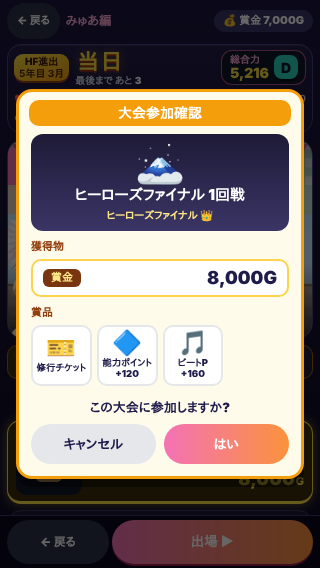 ← 戻る
みゅあ編
💰 賞金 7,000G
HF進出
5年目 3月
当日
最後まで あと 3
総合力
5,216
D
大会参加確認
ヒーローズファイナル 1回戦
ヒーローズファイナル 👑
獲得物
賞金
8,000G
賞品
修行チケット
能力ポイント
+120
ビートP
+160
この大会に参加しますか?
キャンセル
はい
8,000G
← 戻る
出場 ▶